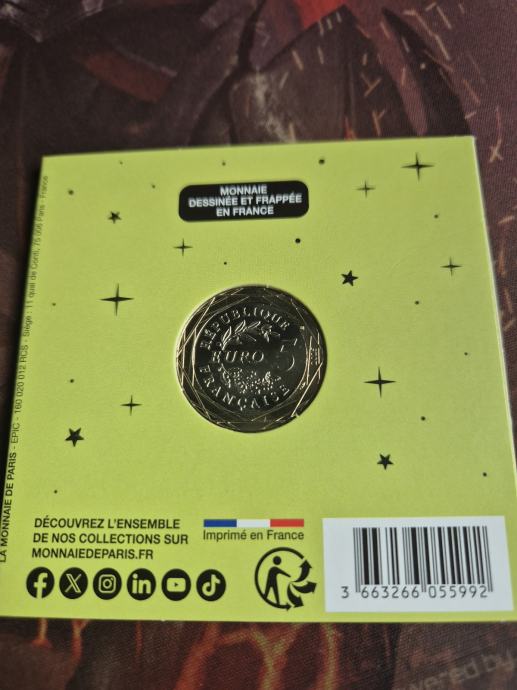 MONNAIE
DESSINÉE ET FRAPPÉE
EN FRANCE
RÉPUBLIQUE
EURO
FRANÇAISE
LA MONNAIE DE PARIS - EPIC - 160 020 012 RCS - Siège : 11 quai de Conti, 75 006 Paris - France
DÉCOUVREZ L'ENSEMBLE
DE NOS COLLECTIONS SUR
MONNAIEDEPARIS.FR
Imprimé en France
3 663266 055992
powered by